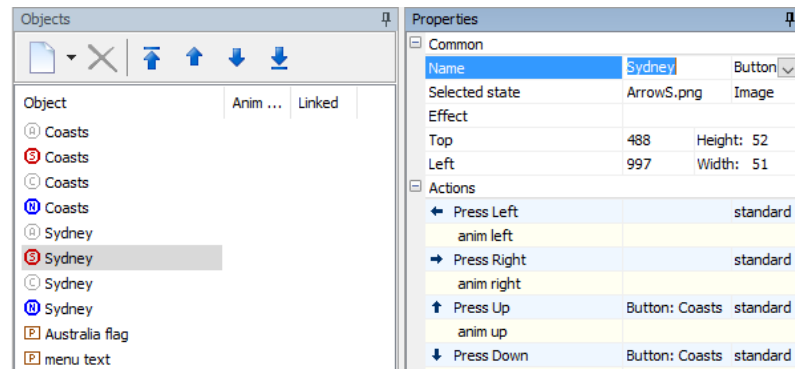 Objects
Object Anim ... Linked
A Coasts
S Coasts
C Coasts
N Coasts
A Sydney
S Sydney
C Sydney
N Sydney
P Australia flag
P menu text
Properties
Common
Name Sydney Button
Selected state ArrowS.png Image
Effect
Top 488 Height: 52
Left 997 Width: 51
Actions
Press Left standard
anim left
Press Right standard
anim right
Press Up Button: Coasts standard
anim up
Press Down Button: Coasts standard